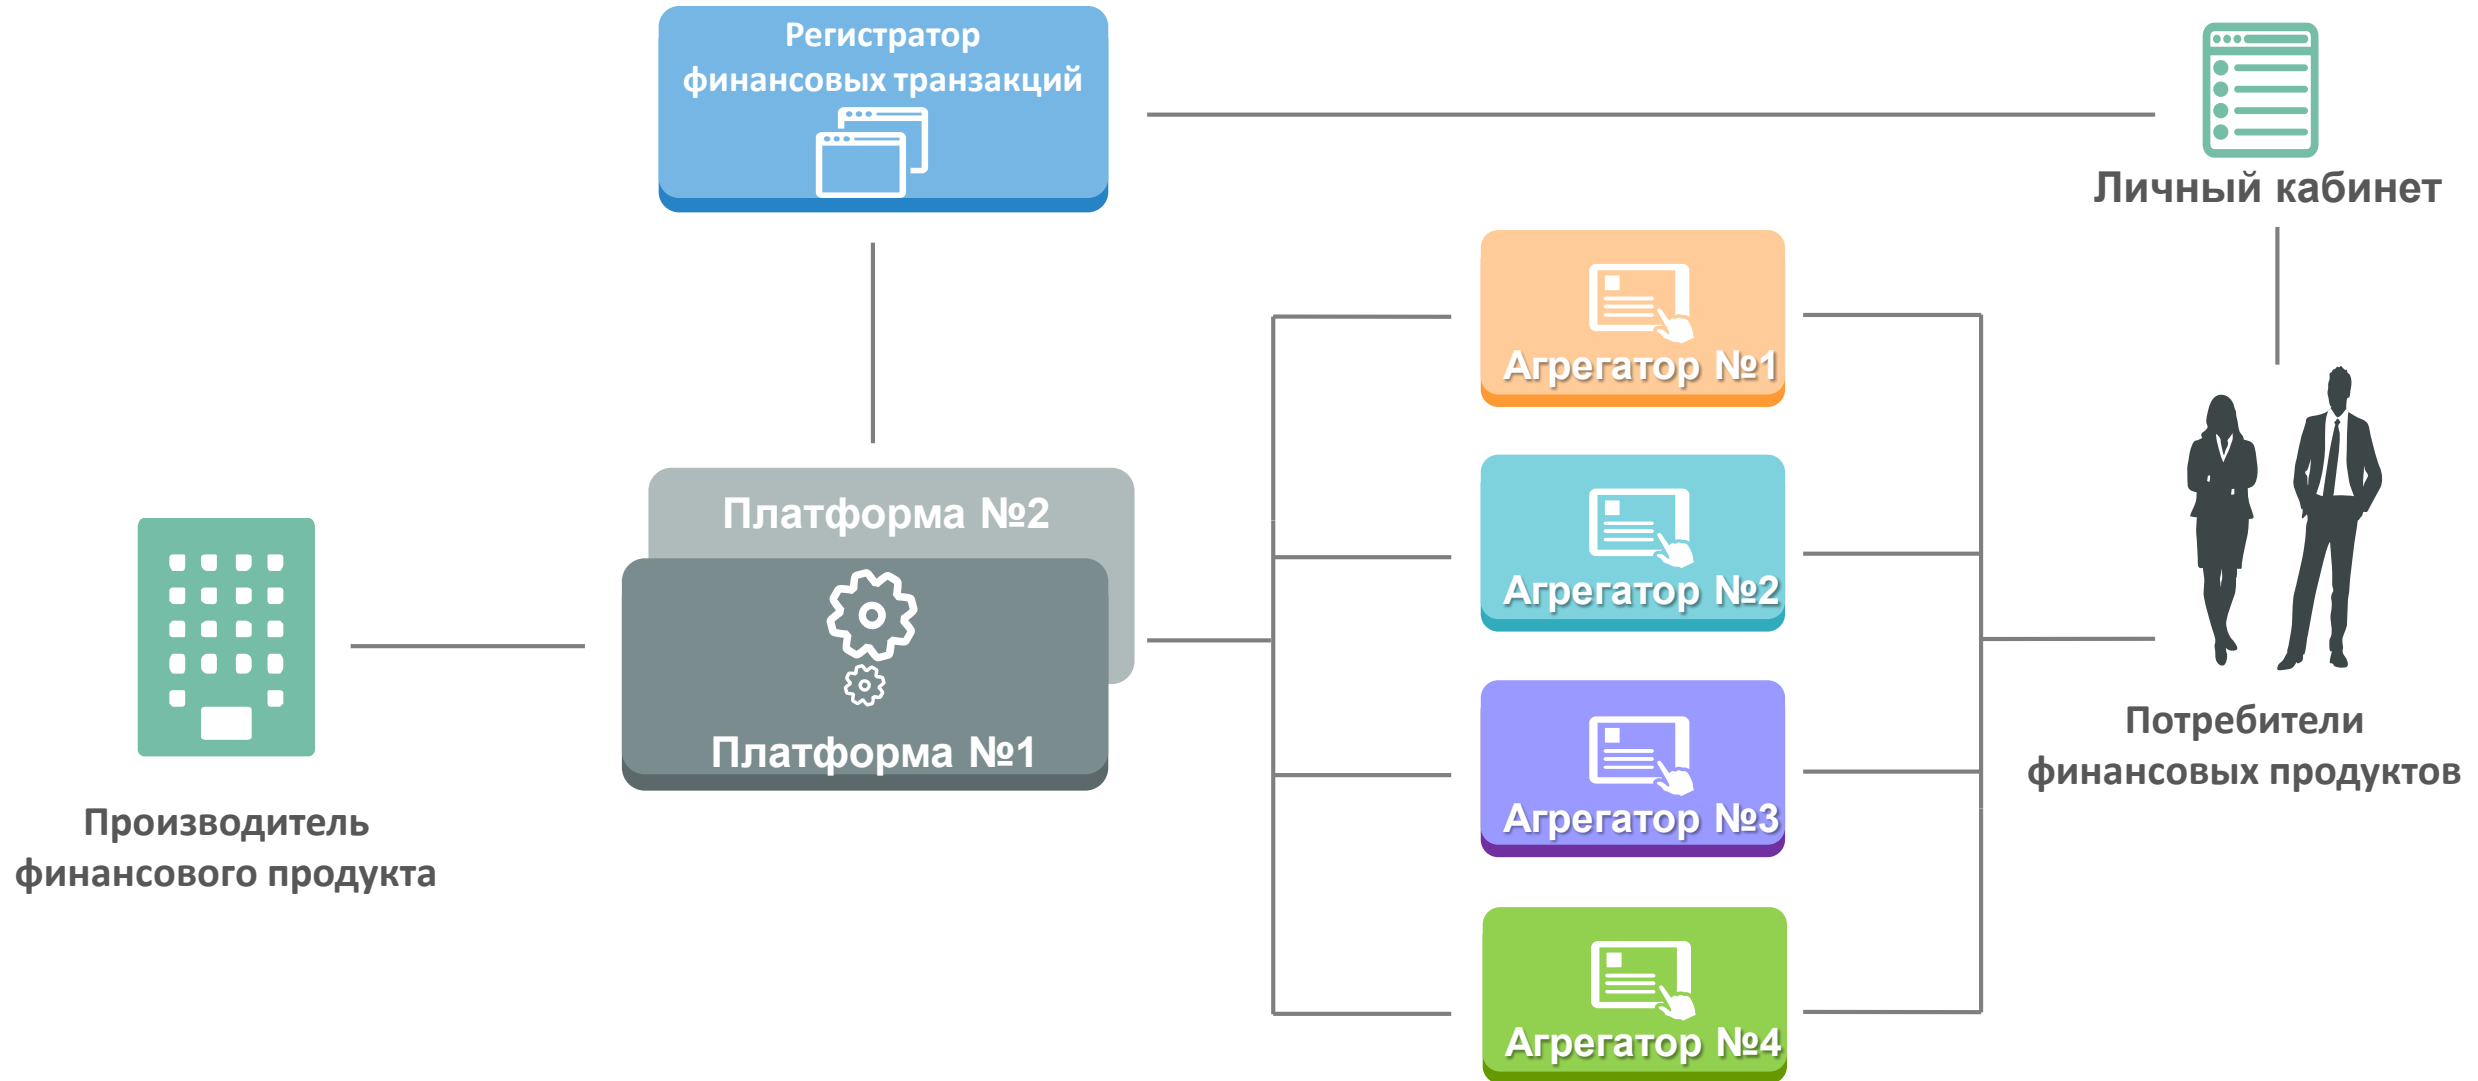 Регистратор
финансовых транзакций
Личный кабинет
Агрегатор №1
Платформа №2
Агрегатор №2
Платформа №1
Потребители
финансовых продуктов
Агрегатор №3
Производитель
финансового продукта
Агрегатор №4